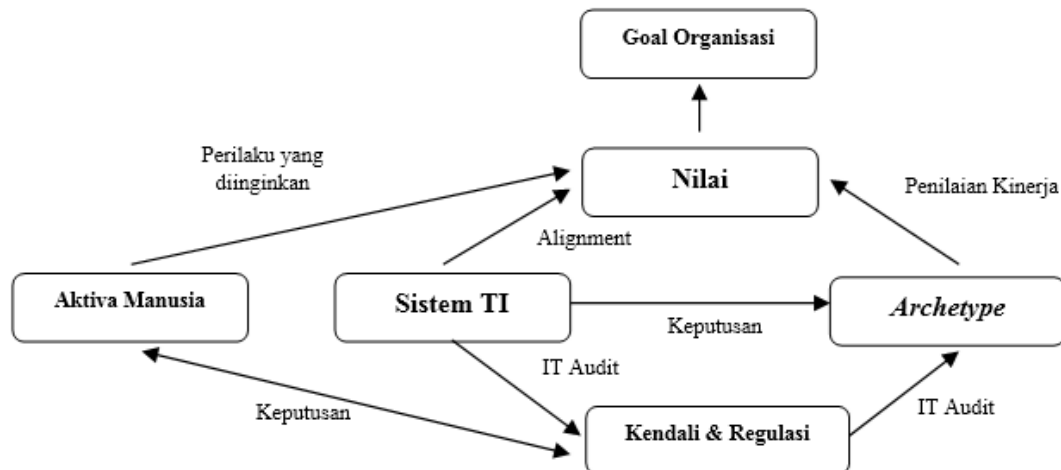 Goal Organisasi
Perilaku yang
diinginkan
Nilai
Penilaian Kinerja
Alignment
Aktiva Manusia
Sistem TI
Archetype
Keputusan
IT Audit
Keputusan
IT Audit
Kendali & Regulasi